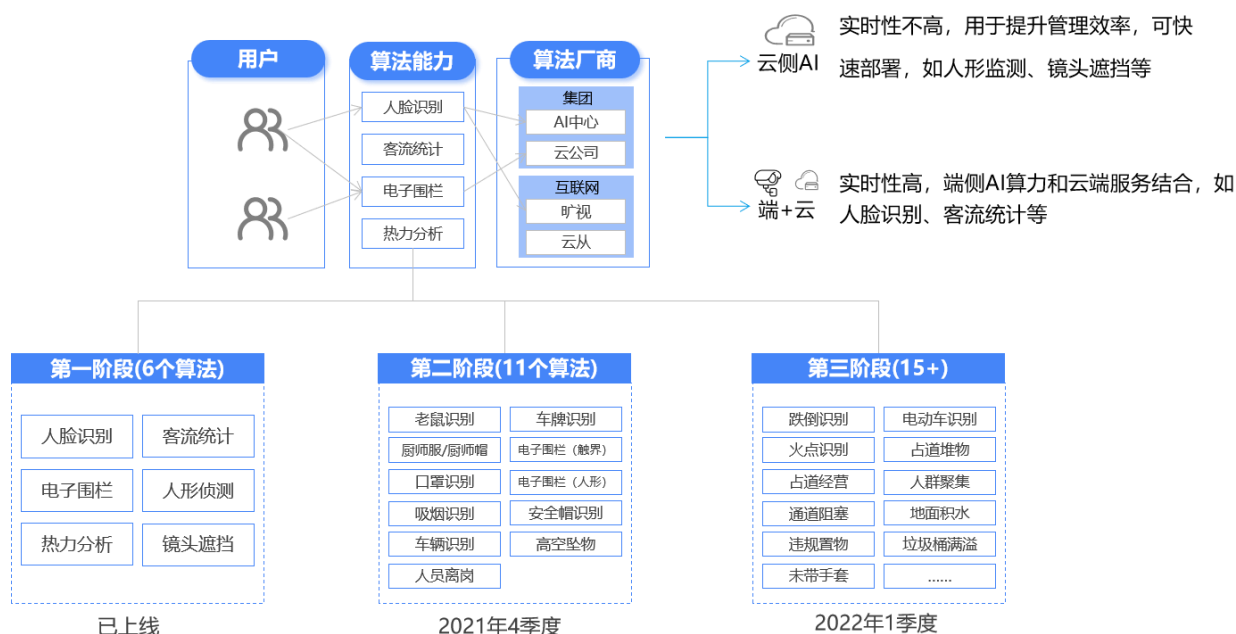 用户
算法能力
人脸识别
客流统计
电子围栏
热力分析
算法厂商
集团
AI中心
云公司
互联网
旷视
云从
云侧AI
实时性不高，用于提升管理效率，可快
速部署，如人形监测、镜头遮挡等
端+云
实时性高，端侧AI算力和云端服务结合，如
人脸识别、客流统计等
第一阶段(6个算法)
人脸识别
客流统计
电子围栏
人形侦测
热力分析
镜头遮挡
已上线
第二阶段(11个算法)
老鼠识别
车牌识别
厨师服/厨师帽
电子围栏（触界）
口罩识别
电子围栏（人形）
吸烟识别
安全帽识别
车辆识别
高空坠物
人员离岗
2021年4季度
第三阶段(15+)
跌倒识别
电动车识别
火点识别
占道堆物
占道经营
人群聚集
通道阻塞
地面积水
违规置物
垃圾桶满溢
未带手套
......
2022年1季度